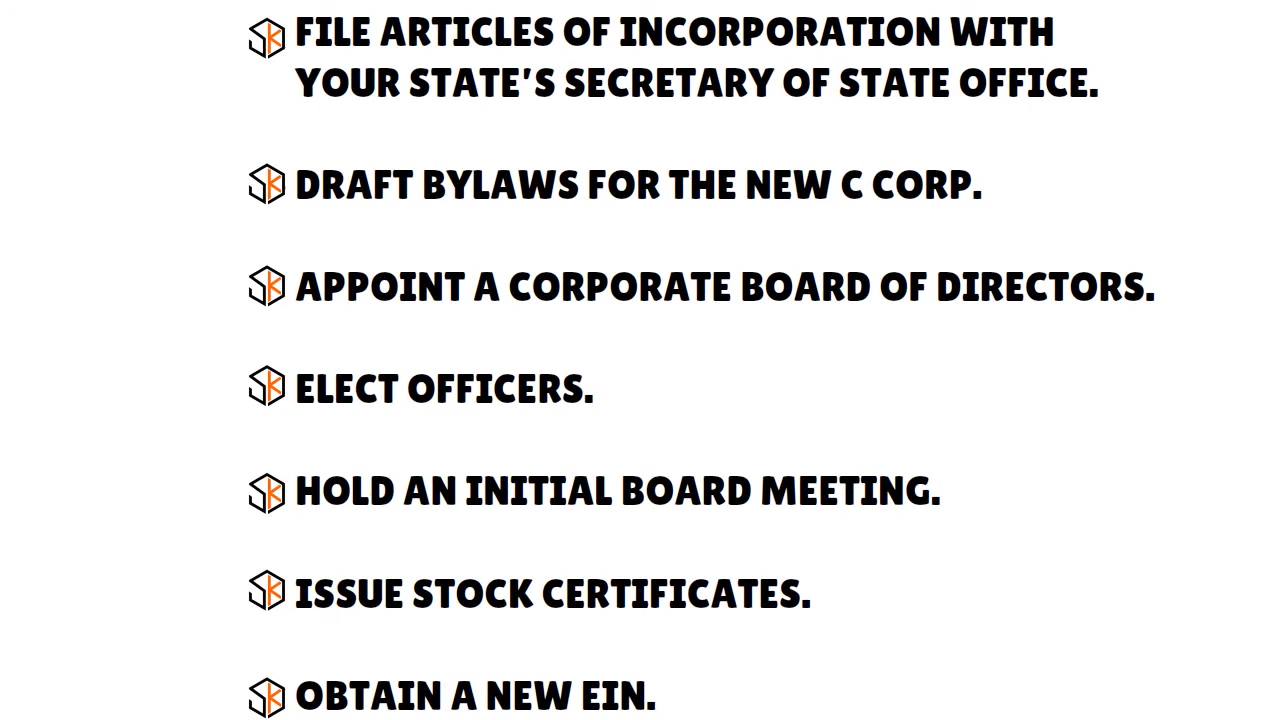 FILE ARTICLES OF INCORPORATION WITH
YOUR STATE'S SECRETARY OF STATE OFFICE.
DRAFT BYLAWS FOR THE NEW C CORP.
APPOINT A CORPORATE BOARD OF DIRECTORS.
ELECT OFFICERS.
HOLD AN INITIAL BOARD MEETING.
ISSUE STOCK CERTIFICATES.
OBTAIN A NEW EIN.